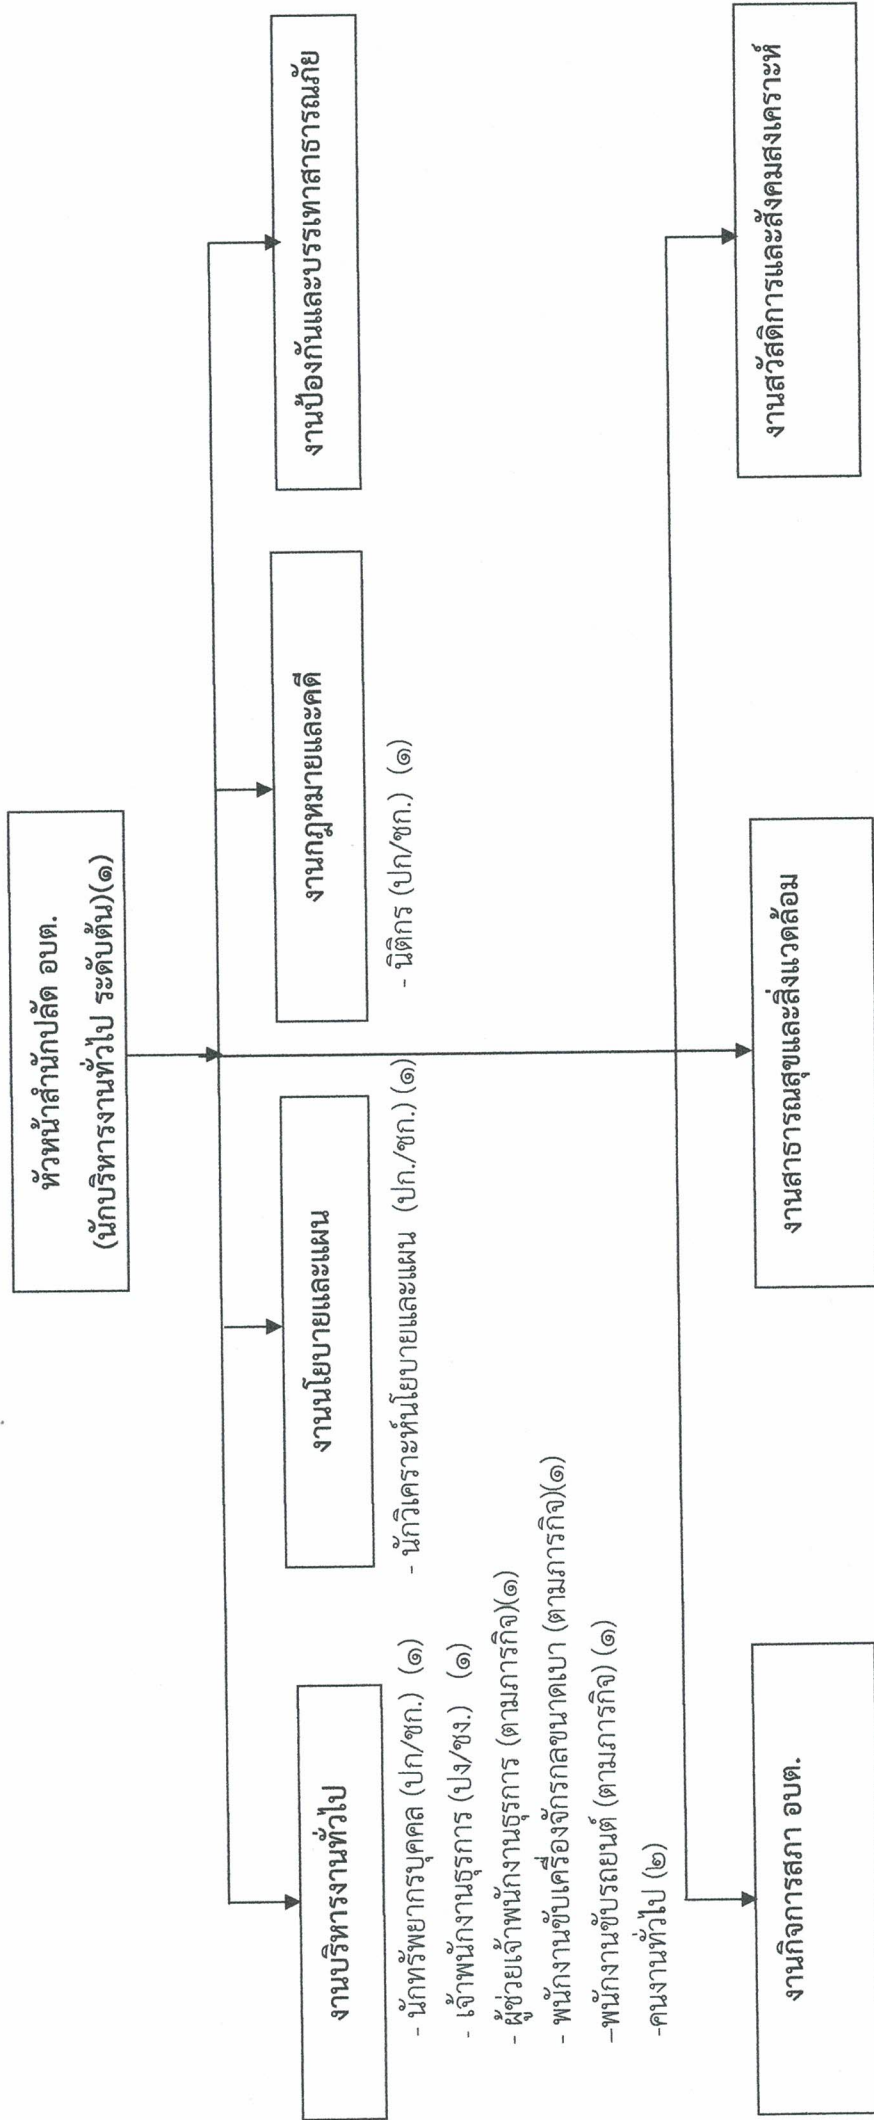 หัวหน้าสำนักปลัด อบต.
(นักบริหารงานทั่วไป ระดับต้น)(๑)
งานบริหารงานทั่วไป
- นักทรัพยากรบุคคล (ปก/ชก.) (๑)
- เจ้าพนักงานธุรการ (ปง/ชง.) (๑)
- ผู้ช่วยเจ้าพนักงานธุรการ (ตามภารกิจ)(๑)
- พนักงานขับเครื่องจักรกลขนาดเบา (ตามภารกิจ)(๑)
–พนักงานขับรถยนต์ (ตามภารกิจ) (๑)
-คนงานทั่วไป (๒)
งานนโยบายและแผน
- นักวิเคราะห์นโยบายและแผน (ปก./ชก.) (๑)
งานกฎหมายและคดี
- นิติกร (ปก/ชก.) (๑)
งานป้องกันและบรรเทาสาธารณภัย
งานกิจการสภา อบต.
งานสาธารณสุขและสิ่งแวดล้อม
งานสวัสดิการและสังคมสงเคราะห์